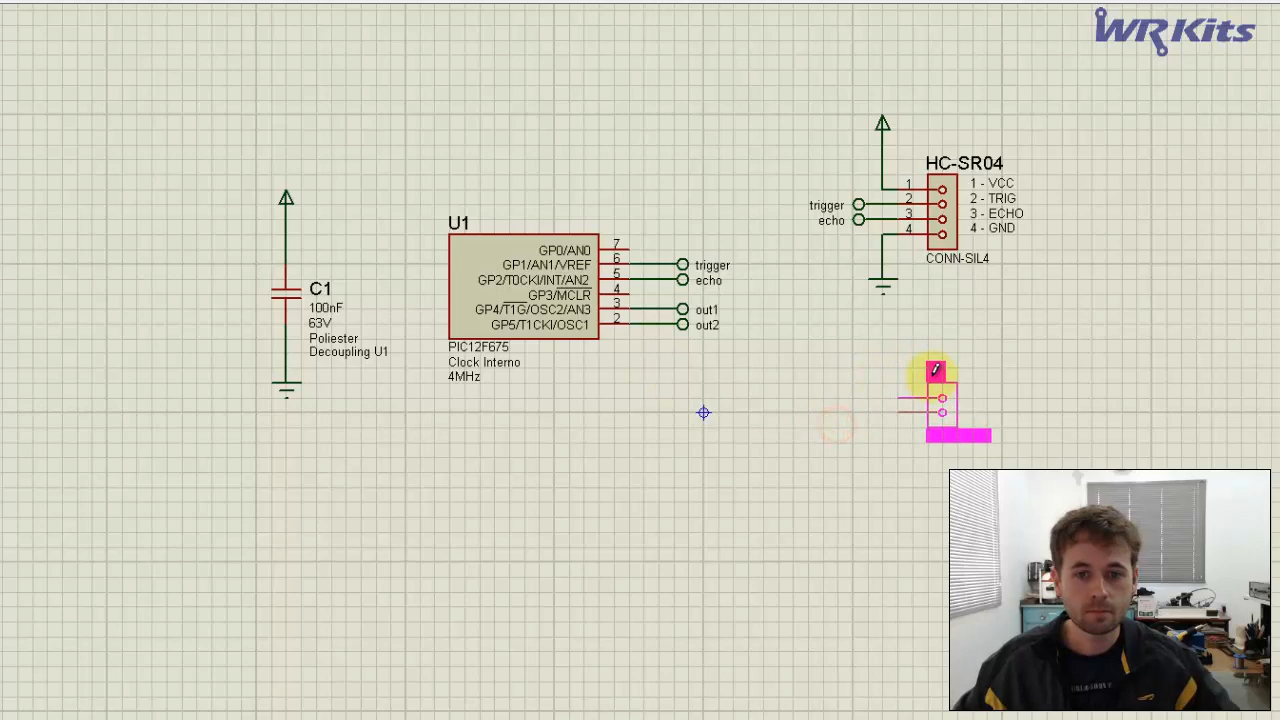 WR Kits
HC-SR04
1
2
3
4
1 - VCC
2 - TRIG
3 - ECHO
4 - GND
trigger
echo
CONN-SIL4
U1
GP0/AN0
GP1/AN1/VREF
GP2/T0CKI/INT/AN2
GP3/MCLR
GP4/T1G/OSC2/AN3
GP5/T1CKI/OSC1
7
6
5
4
3
2
trigger
echo
out1
out2
PIC12F675
Clock Interno
4MHz
C1
100nF
63V
Poliester
Decoupling U1